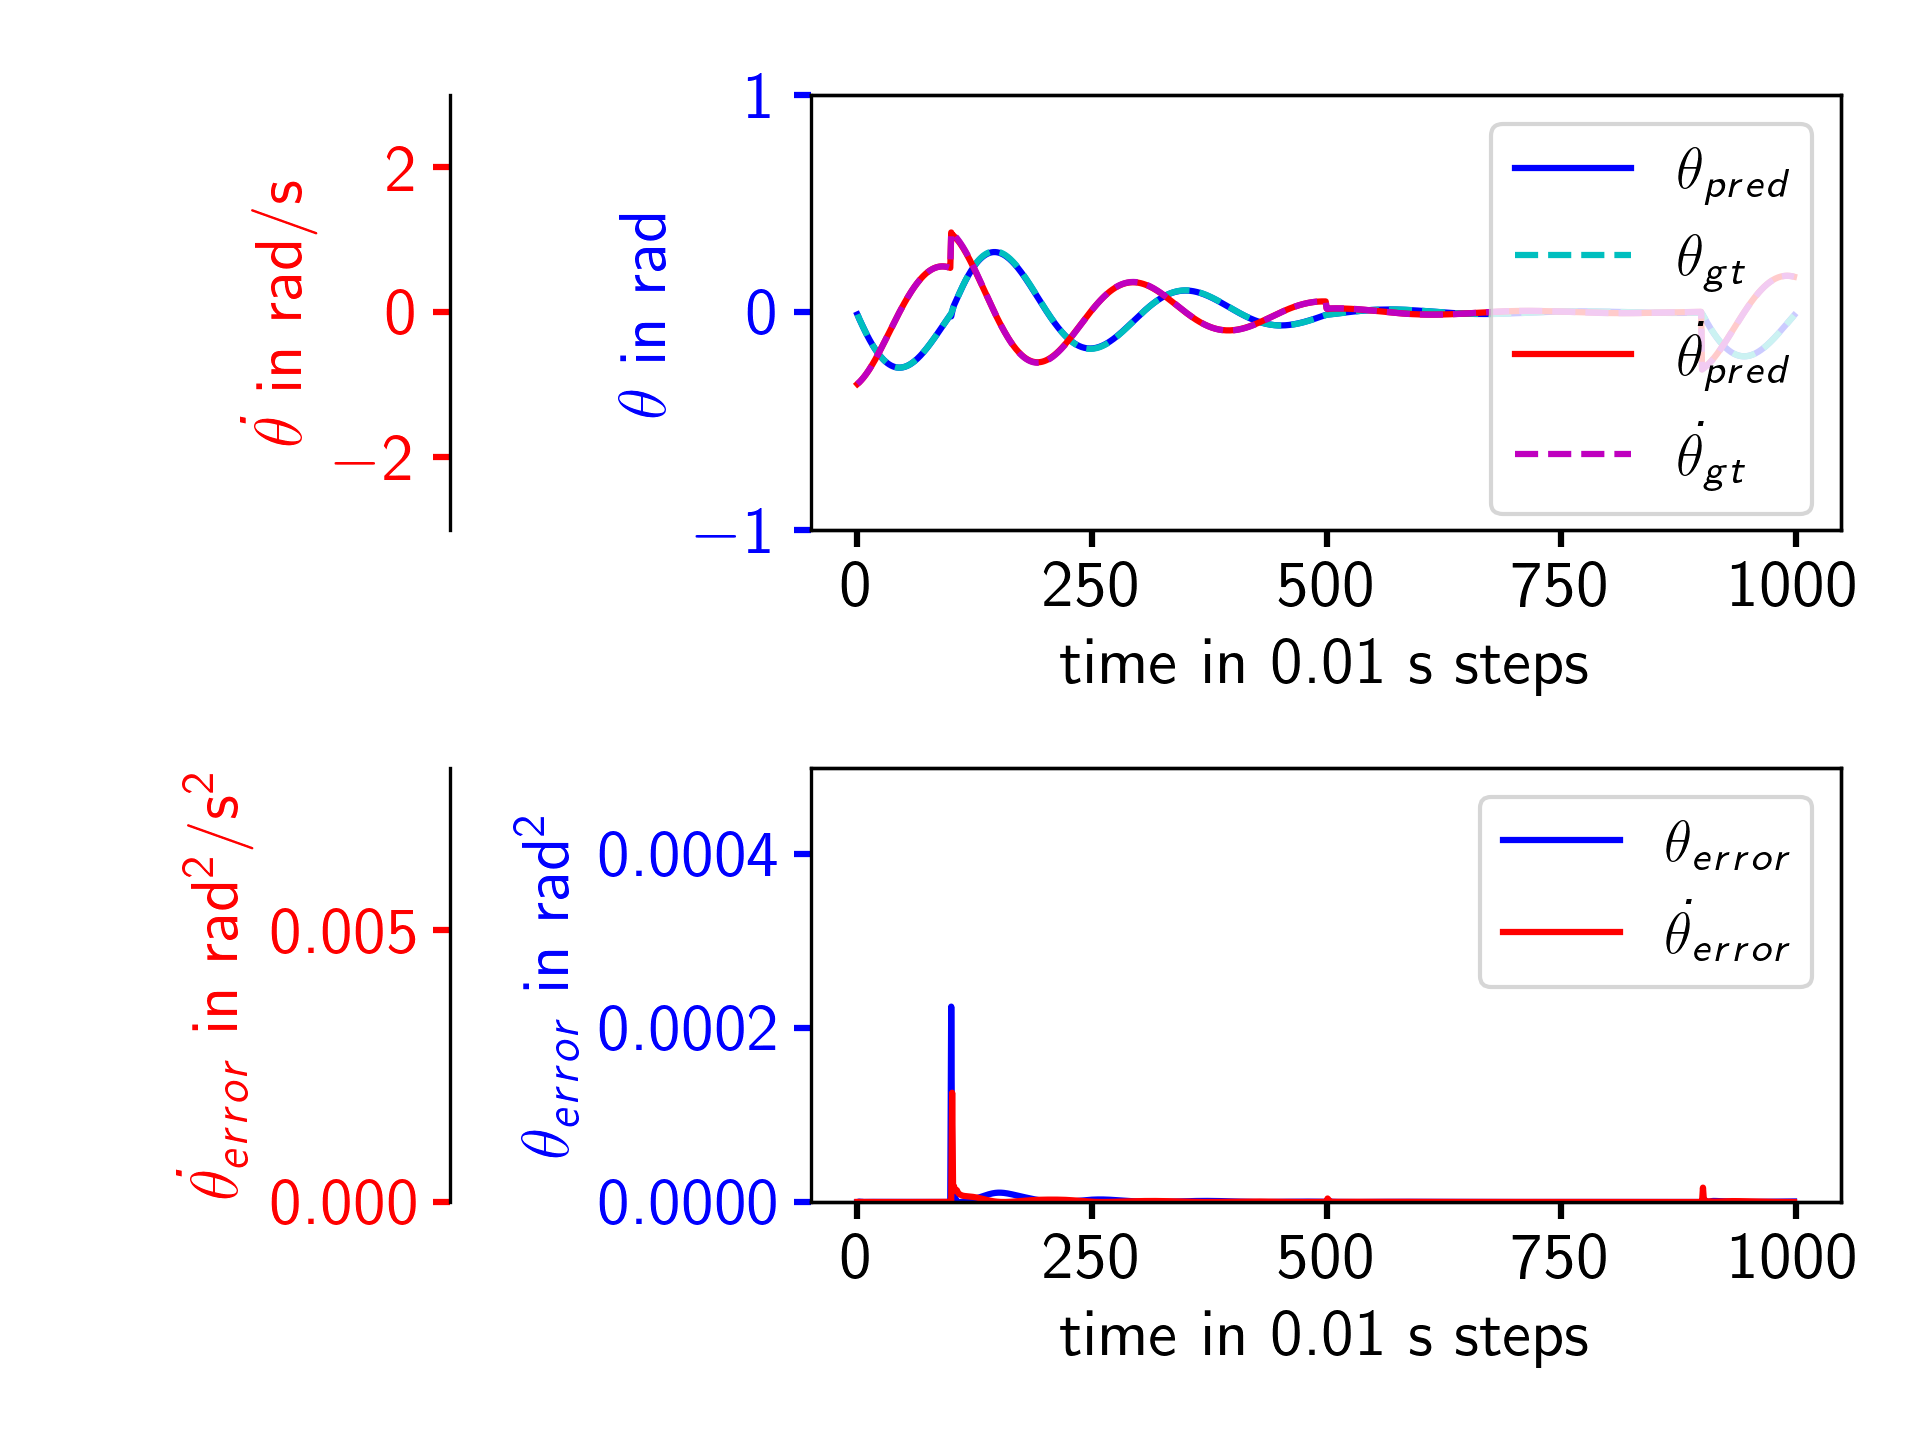 θ̇ in rad/s
2
0
−2
θ in rad
1
0
−1
θ_pred
θ_gt
θ̇_pred
θ̇_gt
0 250 500 750 1000
time in 0.01 s steps
θ̇_error in rad²/s²
0.005
0.000
θ_error in rad²
0.0004
0.0002
0.0000
θ_error
θ̇_error
0 250 500 750 1000
time in 0.01 s steps